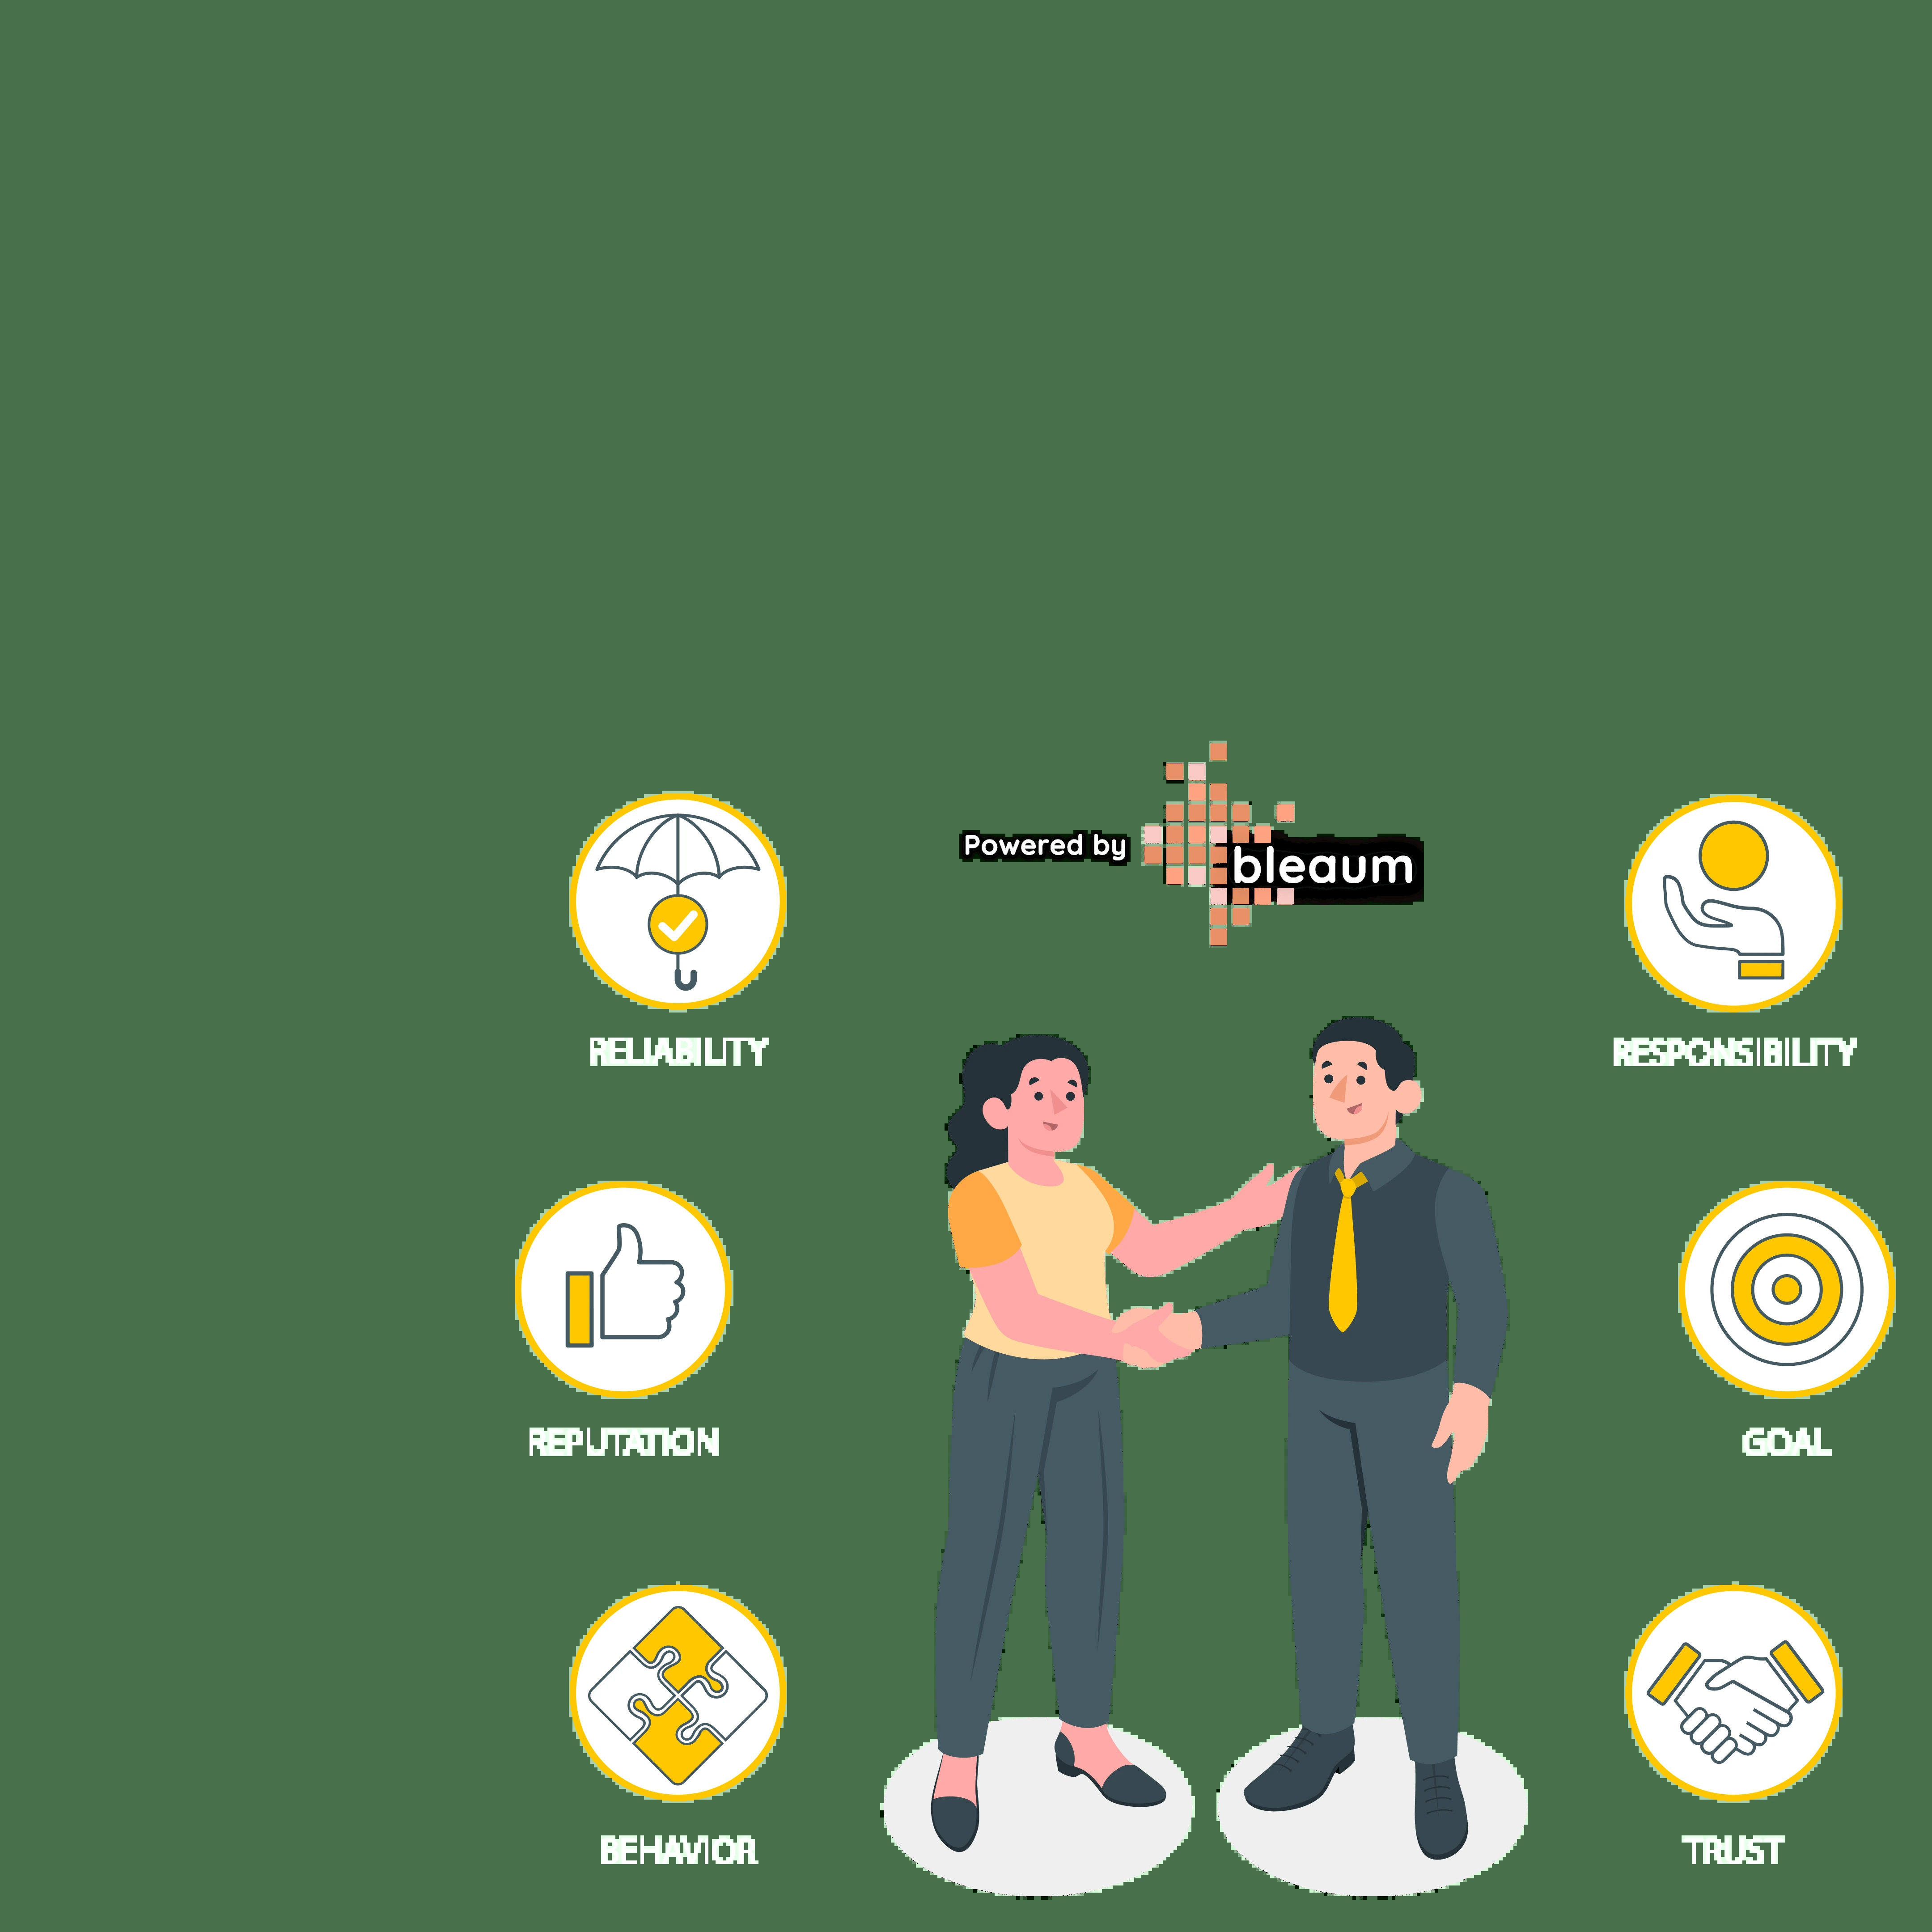 Powered by bleaum
RELIABILITY
RESPONSIBILITY
REPUTATION
GOAL
BEHAVIOR
TRUST